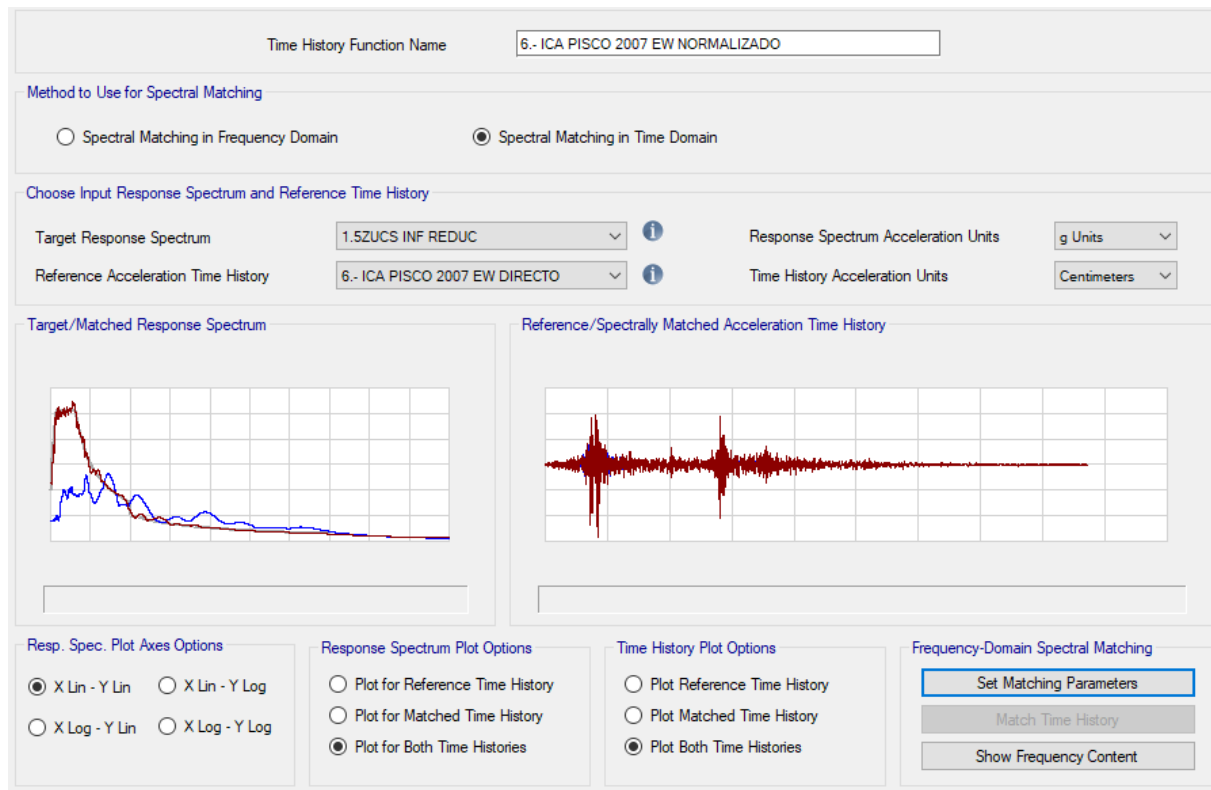 Time History Function Name 6.- ICA PISCO 2007 EW NORMALIZADO
Method to Use for Spectral Matching
Spectral Matching in Frequency Domain Spectral Matching in Time Domain
Choose Input Response Spectrum and Reference Time History
Target Response Spectrum 1.5ZUCS INF REDUC Response Spectrum Acceleration Units g Units
Reference Acceleration Time History 6.- ICA PISCO 2007 EW DIRECTO Time History Acceleration Units Centimeters
Target/Matched Response Spectrum Reference/Spectrally Matched Acceleration Time History
Resp. Spec. Plot Axes Options
X Lin - Y Lin X Lin - Y Log
X Log - Y Lin X Log - Y Log
Response Spectrum Plot Options
Plot for Reference Time History
Plot for Matched Time History
Plot for Both Time Histories
Time History Plot Options
Plot Reference Time History
Plot Matched Time History
Plot Both Time Histories
Frequency-Domain Spectral Matching
Set Matching Parameters
Match Time History
Show Frequency Content